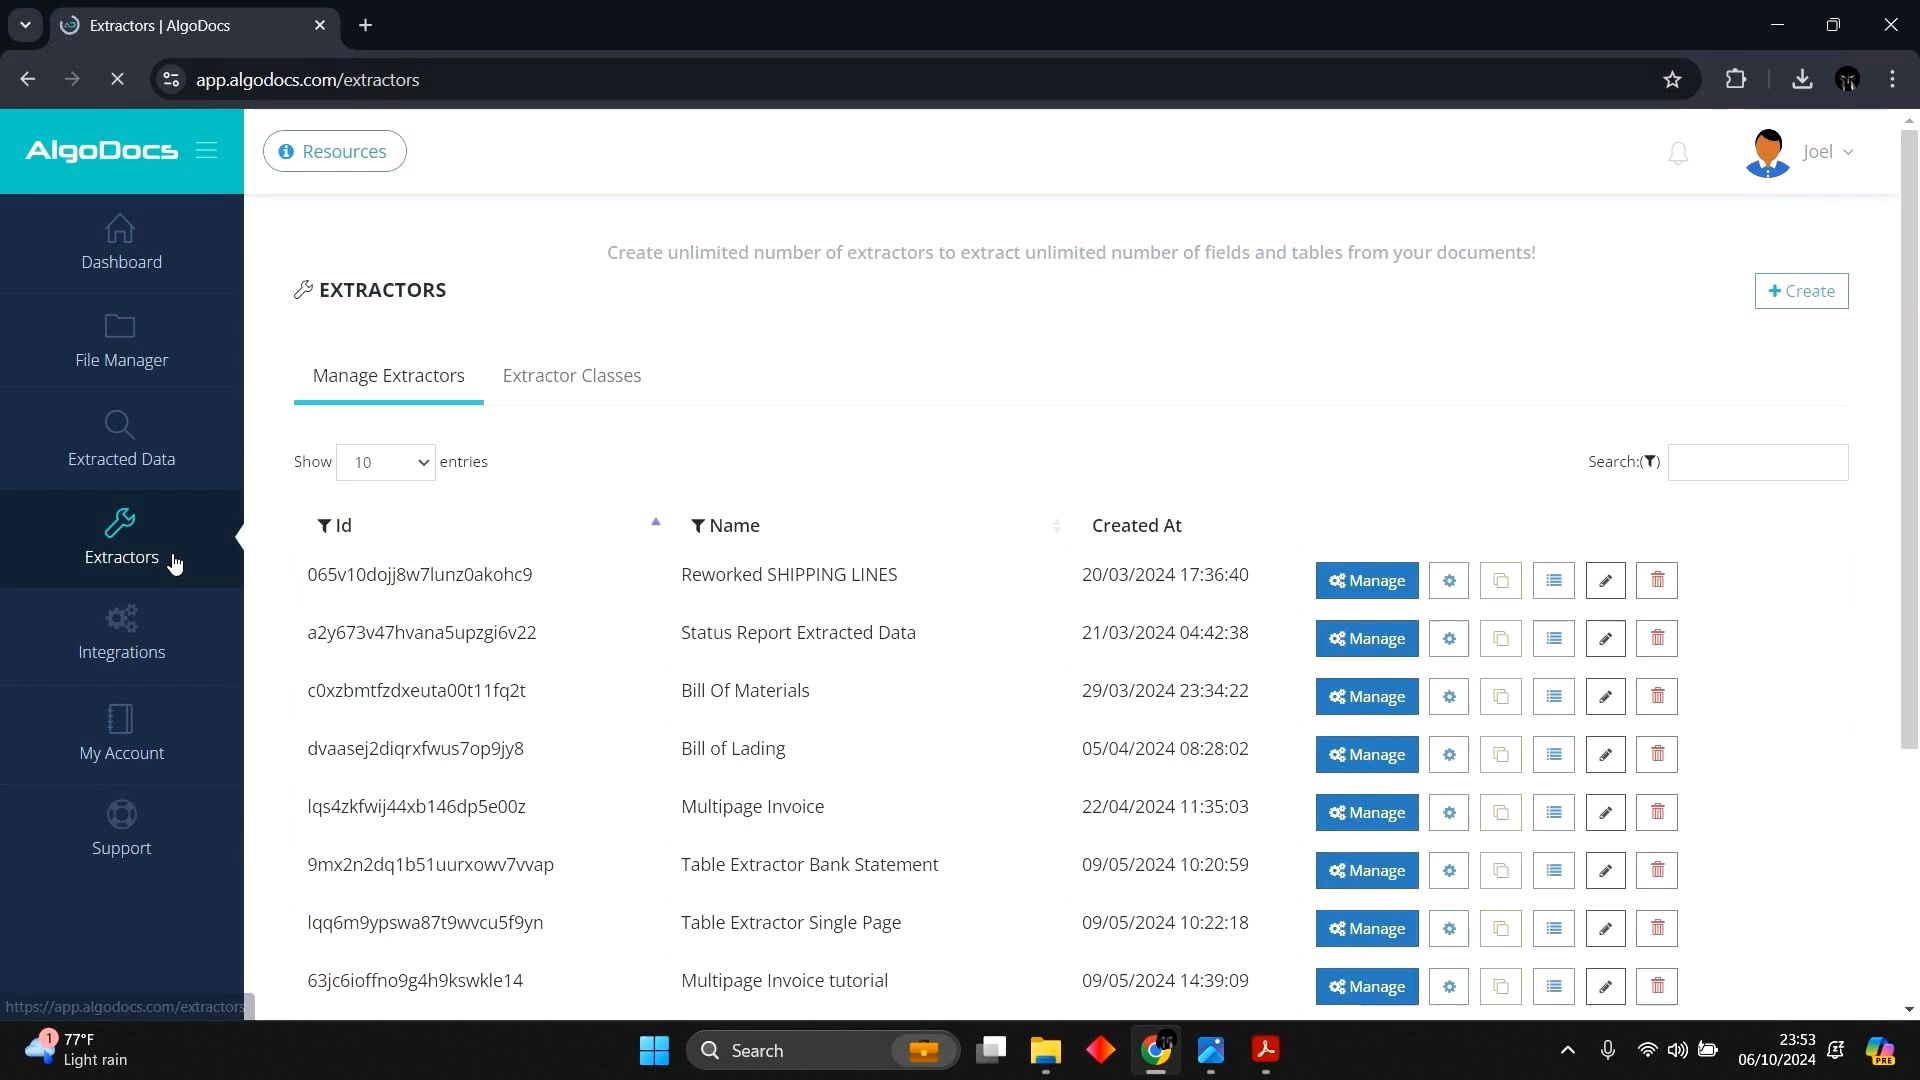 Extractors | AlgoDocs
app.algodocs.com/extractors
AlgoDocs
Resources
Joel
Dashboard
File Manager
Extracted Data
Extractors
Integrations
My Account
Support
Create unlimited number of extractors to extract unlimited number of fields and tables from your documents!
EXTRACTORS
+ Create
Manage Extractors Extractor Classes
Show 10 entries Search:
Id Name Created At
065v10dojj8w7lunz0akohc9 Reworked SHIPPING LINES 20/03/2024 17:36:40 Manage
a2y673v47hvana5upzgi6v22 Status Report Extracted Data 21/03/2024 04:42:38 Manage
c0xzbmtfzdxeuta00t11fq2t Bill Of Materials 29/03/2024 23:34:22 Manage
dvaasej2diqrxfwus7op9jy8 Bill of Lading 05/04/2024 08:28:02 Manage
lqs4zkfwij44xb146dp5e00z Multipage Invoice 22/04/2024 11:35:03 Manage
9mx2n2dq1b51uurxowv7vvap Table Extractor Bank Statement 09/05/2024 10:20:59 Manage
lqq6m9ypswa87t9wvcu5f9yn Table Extractor Single Page 09/05/2024 10:22:18 Manage
63jc6ioffno9g4h9kswkle14 Multipage Invoice tutorial 09/05/2024 14:39:09 Manage
https://app.algodocs.com/extractors
1
77°F
Light rain
Search
23:53
06/10/2024
PRE